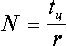 N = t_ц / r